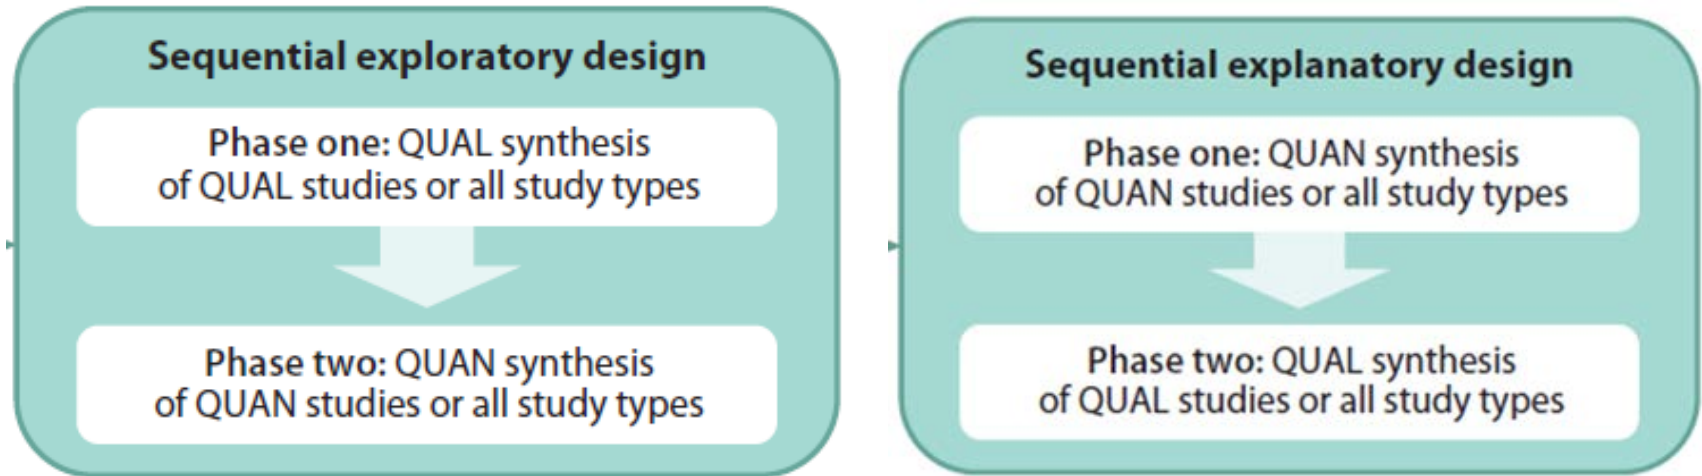 Sequential exploratory design
Phase one: QUAL synthesis
of QUAL studies or all study types
Phase two: QUAN synthesis
of QUAN studies or all study types
Sequential explanatory design
Phase one: QUAN synthesis
of QUAN studies or all study types
Phase two: QUAL synthesis
of QUAL studies or all study types